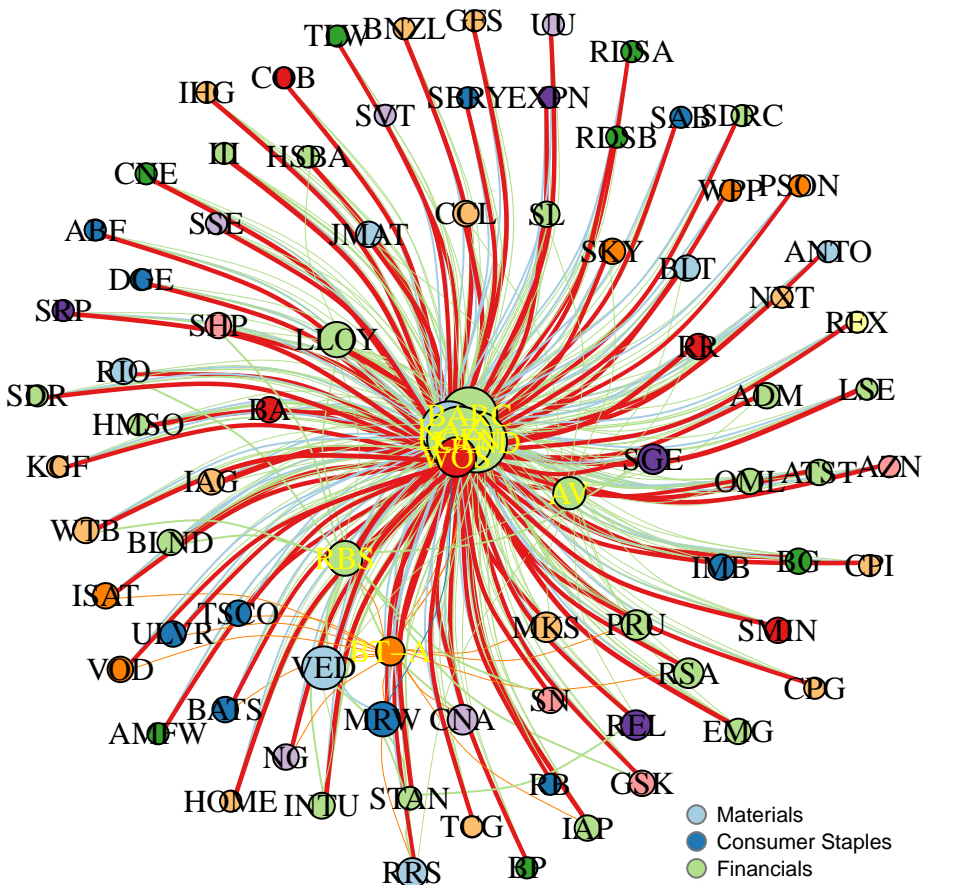 TLW
BNZL
GFS
UU
RDSA
IHG
COB
SVT
SBRY
EXPN
SAB
SDRC
CNE
III
HSBA
RDSB
ABF
SSE
JMAT
CCL
SL
WPP
PSON
DGE
SKY
BLT
ANTO
SRP
SHP
LLOY
NXT
REX
RIO
RR
SDR
HMSO
BA
BARC
ADM
LSE
KGF
IAG
WOS
SGE
OML
ATST
AZN
WTB
BLND
RBS
AV
IMB
BG
CPI
ISAT
TSCO
ULVR
MKS
PRU
SMIN
VOD
VED
BT-A
RSA
CPG
BATS
MRW
CNA
SN
REL
EMG
AMFW
NG
HOME
INTU
STAN
RB
GSK
TCG
IAP
RRS
BP
Materials
Consumer Staples
Financials